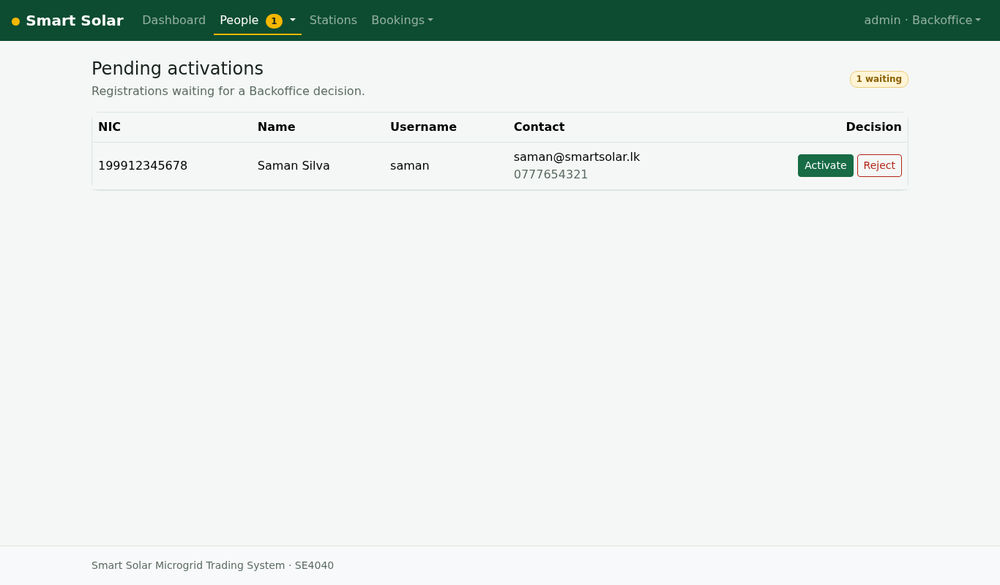 Smart Solar Dashboard People 1 Stations Bookings admin · Backoffice
Pending activations
1 waiting
Registrations waiting for a Backoffice decision.
NIC Name Username Contact Decision
199912345678 Saman Silva saman saman@smartsolar.lk Activate Reject
0777654321
Smart Solar Microgrid Trading System · SE4040